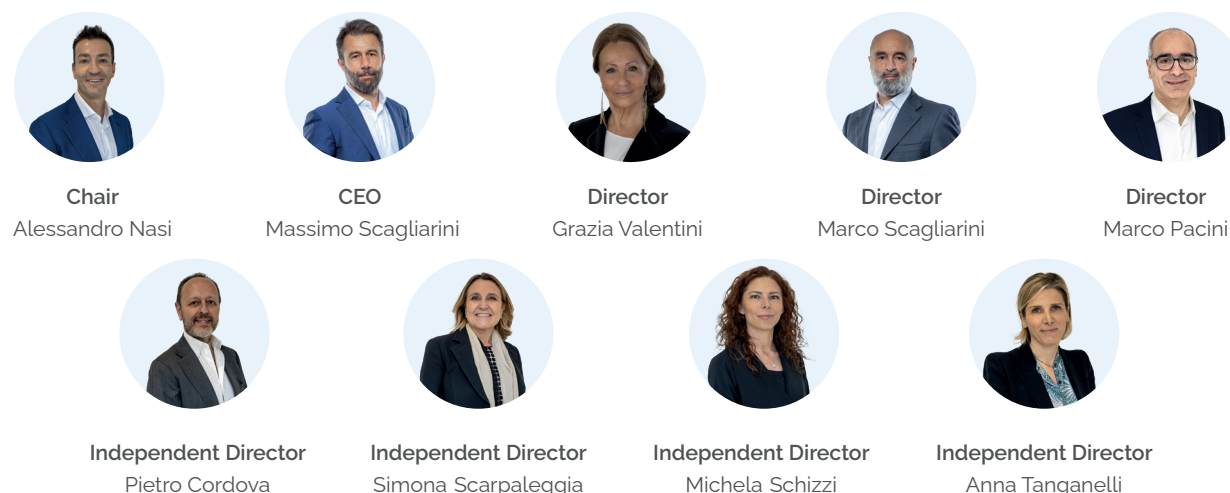 Chair
Alessandro Nasi
CEO
Massimo Scagliarini
Director
Grazia Valentini
Director
Marco Scagliarini
Director
Marco Pacini
Independent Director
Pietro Cordova
Independent Director
Simona Scarpaleggia
Independent Director
Michela Schizzi
Independent Director
Anna Tanganelli